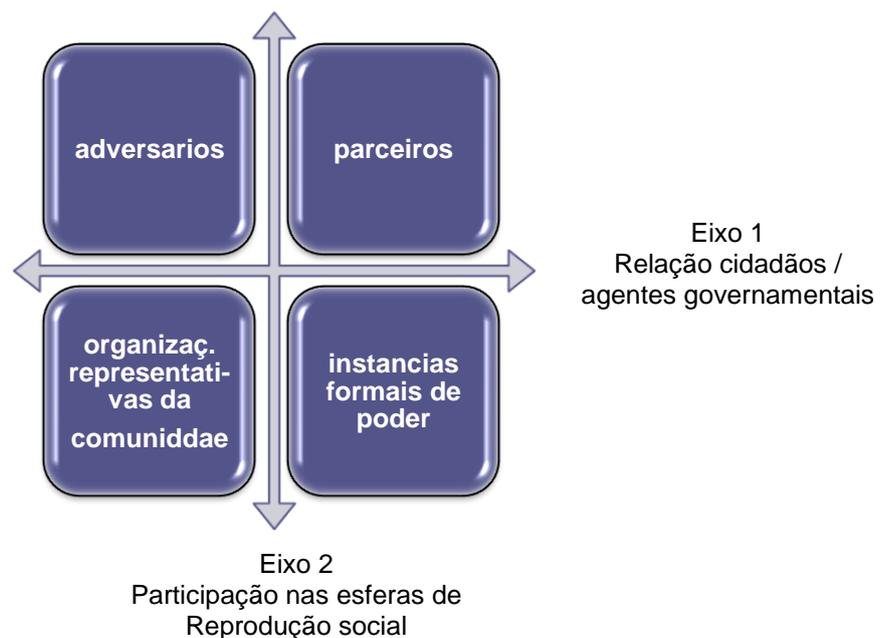 adversarios
parceiros
Eixo 1
Relação cidadãos /
agentes governamentais
organizaç.
representati-
vas da
comuniddae
instancias
formais de
poder
Eixo 2
Participação nas esferas de
Reprodução social